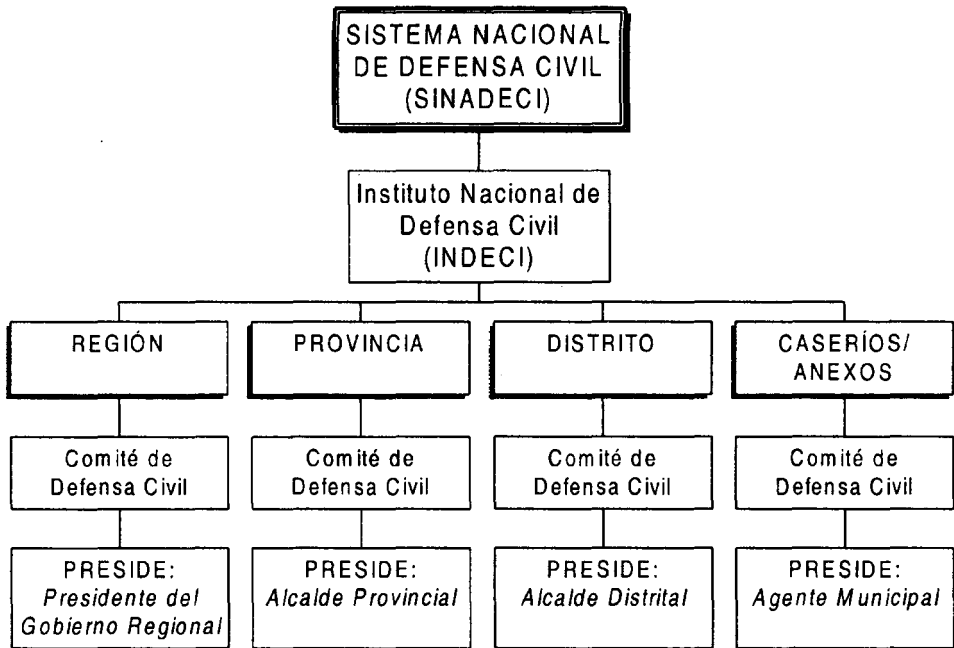 SISTEMA NACIONAL
DE DEFENSA CIVIL
(SINADECI)
Instituto Nacional de
Defensa Civil
(INDECI)
REGIÓN
PROVINCIA
DISTRITO
CASERÍOS/
ANEXOS
Comité de
Defensa Civil
Comité de
Defensa Civil
Comité de
Defensa Civil
Comité de
Defensa Civil
PRESIDE:
Presidente del
Gobierno Regional
PRESIDE:
Alcalde Provincial
PRESIDE:
Alcalde Distrital
PRESIDE:
Agente Municipal